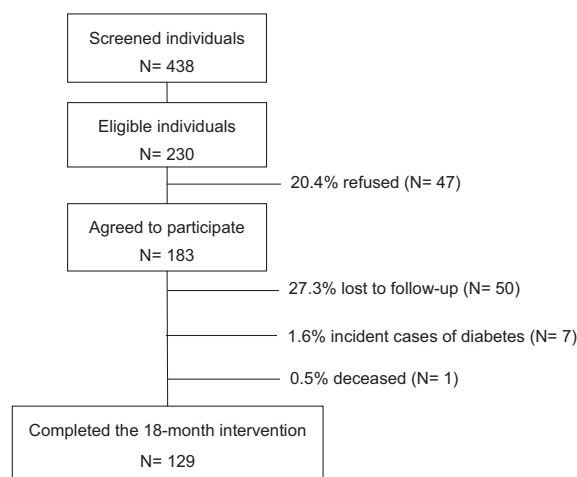 Screened individuals
N= 438
Eligible individuals
N= 230
20.4% refused (N= 47)
Agreed to participate
N= 183
27.3% lost to follow-up (N= 50)
1.6% incident cases of diabetes (N= 7)
0.5% deceased (N= 1)
Completed the 18-month intervention
N= 129